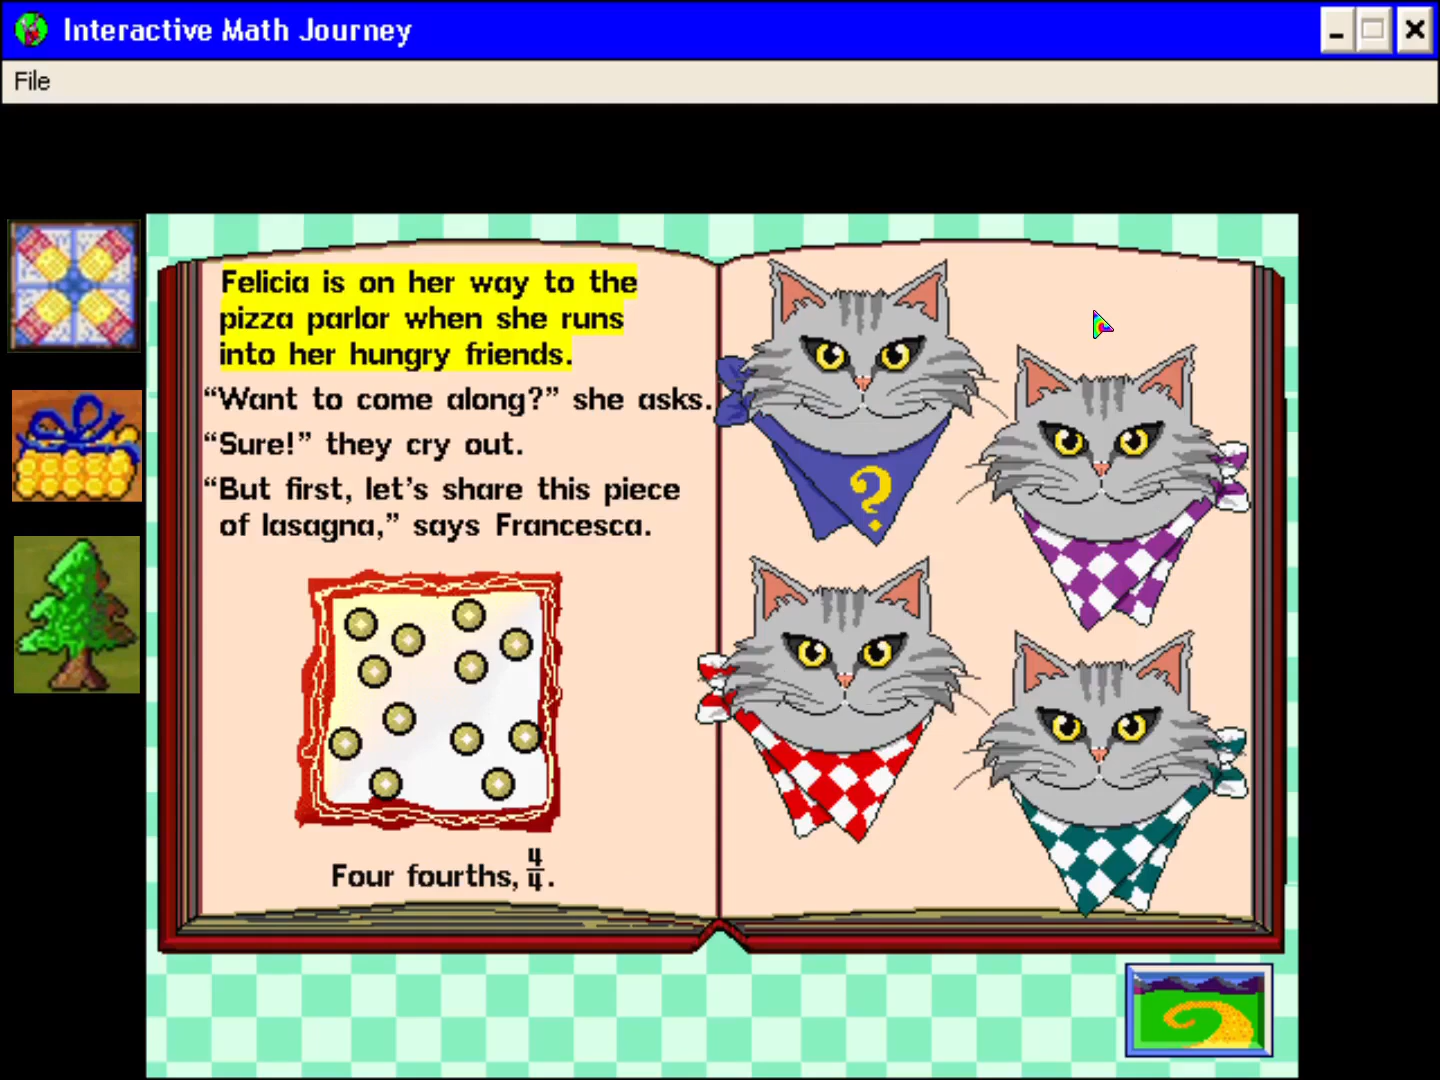 Interactive Math Journey
File
Felicia is on her way to the
pizza parlor when she runs
into her hungry friends.
“Want to come along?” she asks.
“Sure!” they cry out.
“But first, let’s share this piece
of lasagna,” says Francesca.
?
Four fourths, 4/4.